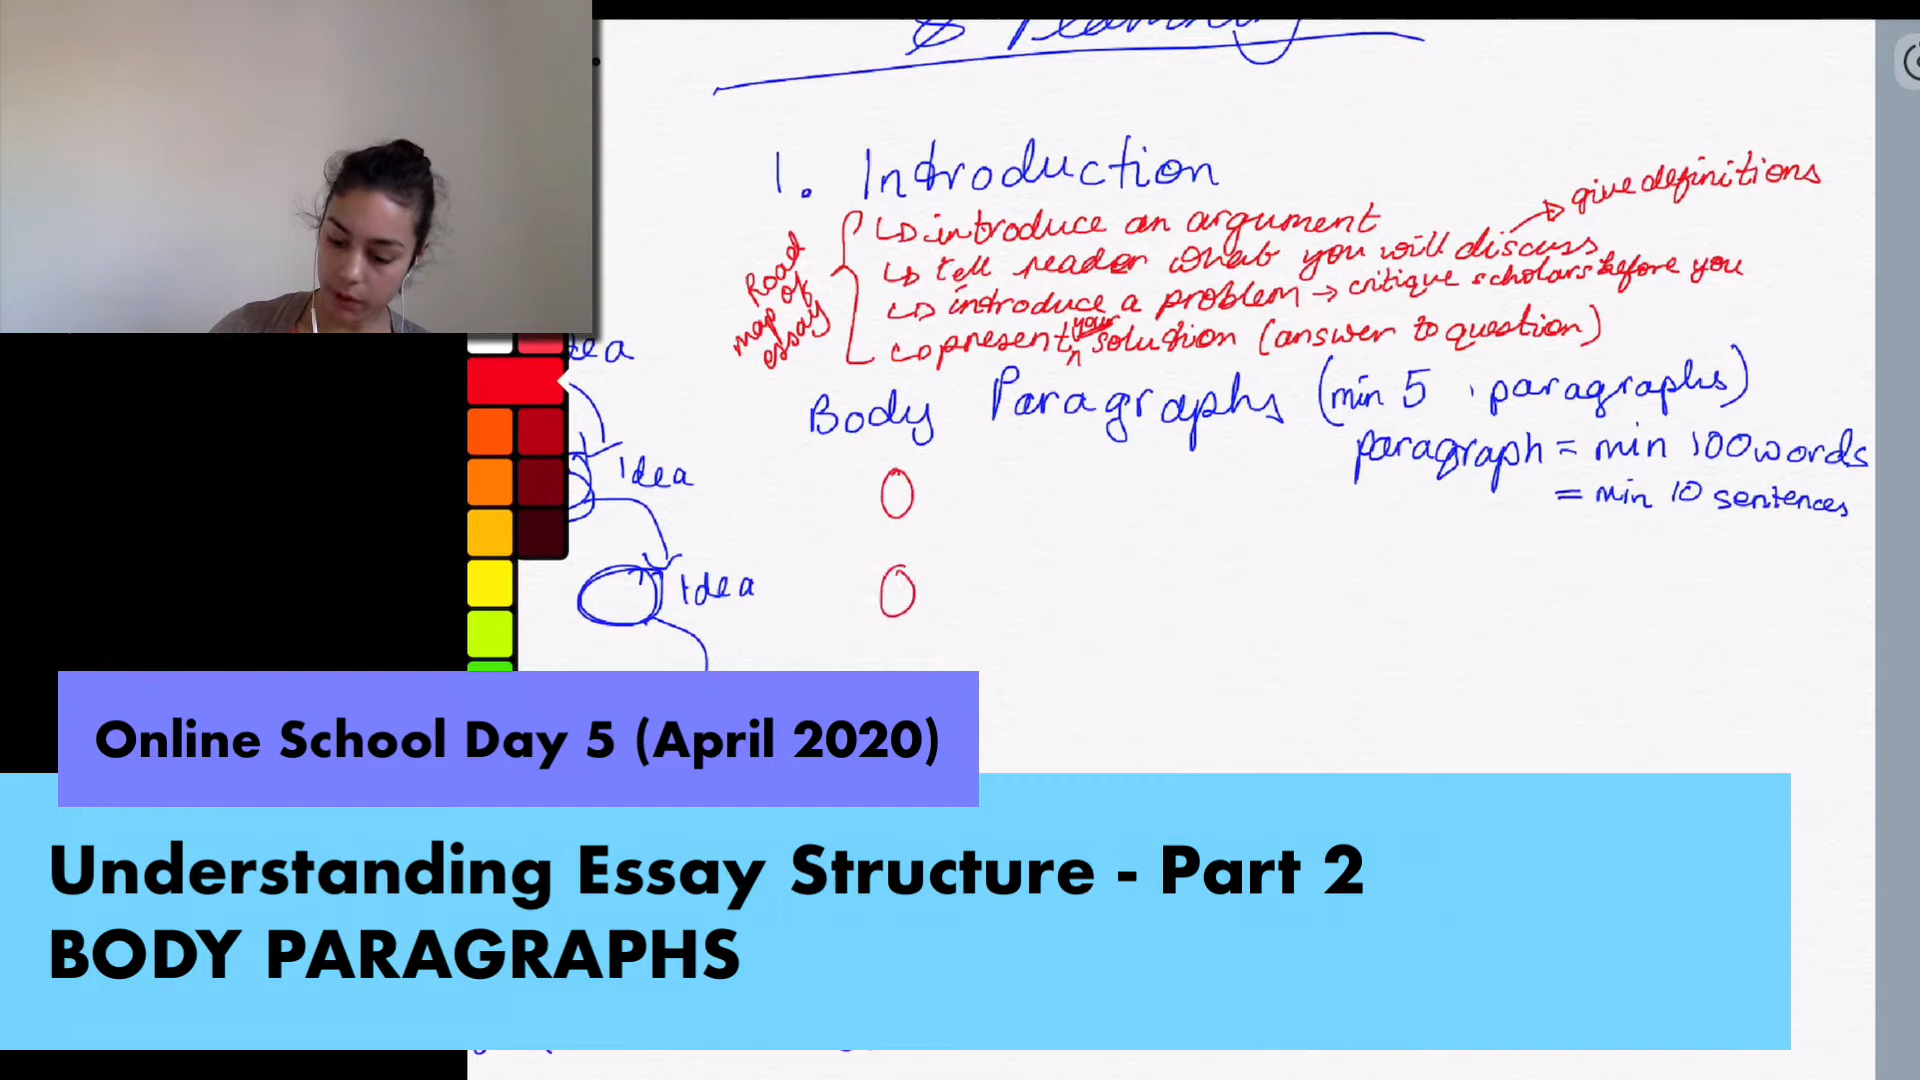 & Planning
1. Introduction
give definitions
↳ introduce an argument
↳ tell reader what you will discuss
↳ introduce a problem → critique scholars before you
↳ present your solution (answer to question)
Road
map of
essay
Body Paragraphs (min 5 paragraphs)
paragraph = min 100 words
= min 10 sentences
idea
idea
Online School Day 5 (April 2020)
Understanding Essay Structure - Part 2
BODY PARAGRAPHS